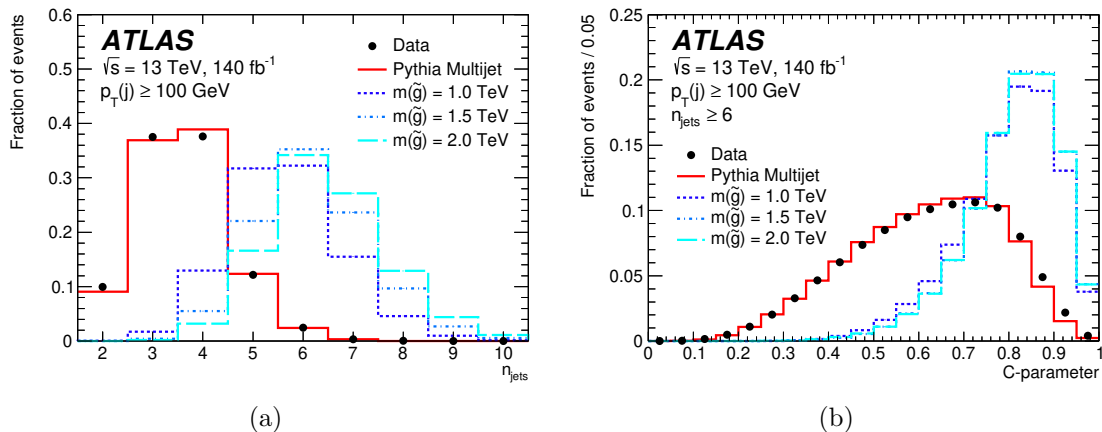 0.6
0.5
0.4
0.3
0.2
0.1
0
Fraction of events
ATLAS
√s = 13 TeV, 140 fb⁻¹
p_T(j) ≥ 100 GeV
Data
Pythia Multijet
m(g̃) = 1.0 TeV
m(g̃) = 1.5 TeV
m(g̃) = 2.0 TeV
2 3 4 5 6 7 8 9 10
n_jets
(a)
0.25
0.2
0.15
0.1
0.05
0
Fraction of events / 0.05
ATLAS
√s = 13 TeV, 140 fb⁻¹
p_T(j) ≥ 100 GeV
n_jets ≥ 6
Data
Pythia Multijet
m(g̃) = 1.0 TeV
m(g̃) = 1.5 TeV
m(g̃) = 2.0 TeV
0 0.1 0.2 0.3 0.4 0.5 0.6 0.7 0.8 0.9 1
C-parameter
(b)